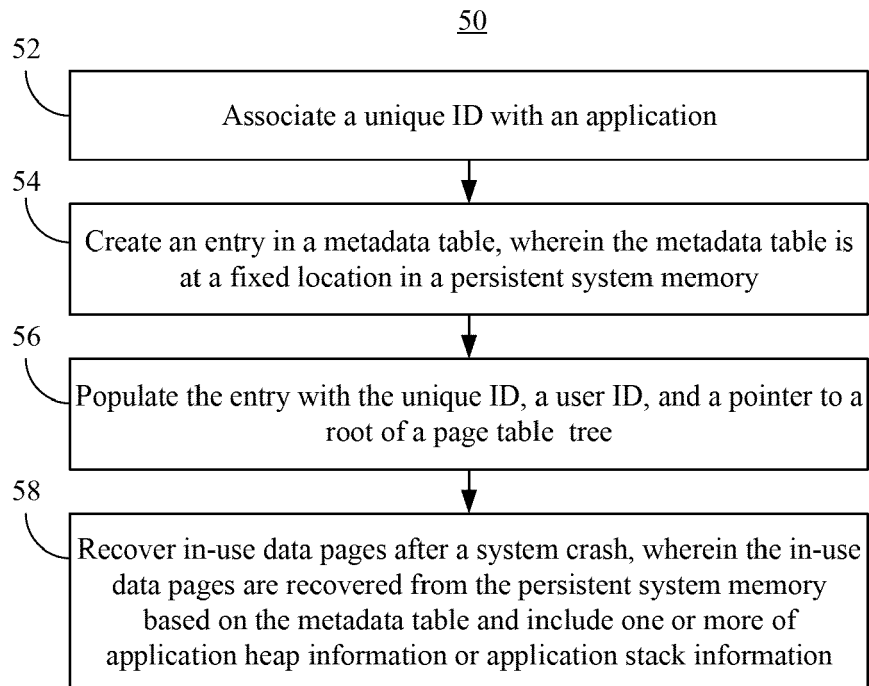 50
52
Associate a unique ID with an application
54
Create an entry in a metadata table, wherein the metadata table is
at a fixed location in a persistent system memory
56
Populate the entry with the unique ID, a user ID, and a pointer to a
root of a page table tree
58
Recover in-use data pages after a system crash, wherein the in-use
data pages are recovered from the persistent system memory
based on the metadata table and include one or more of
application heap information or application stack information